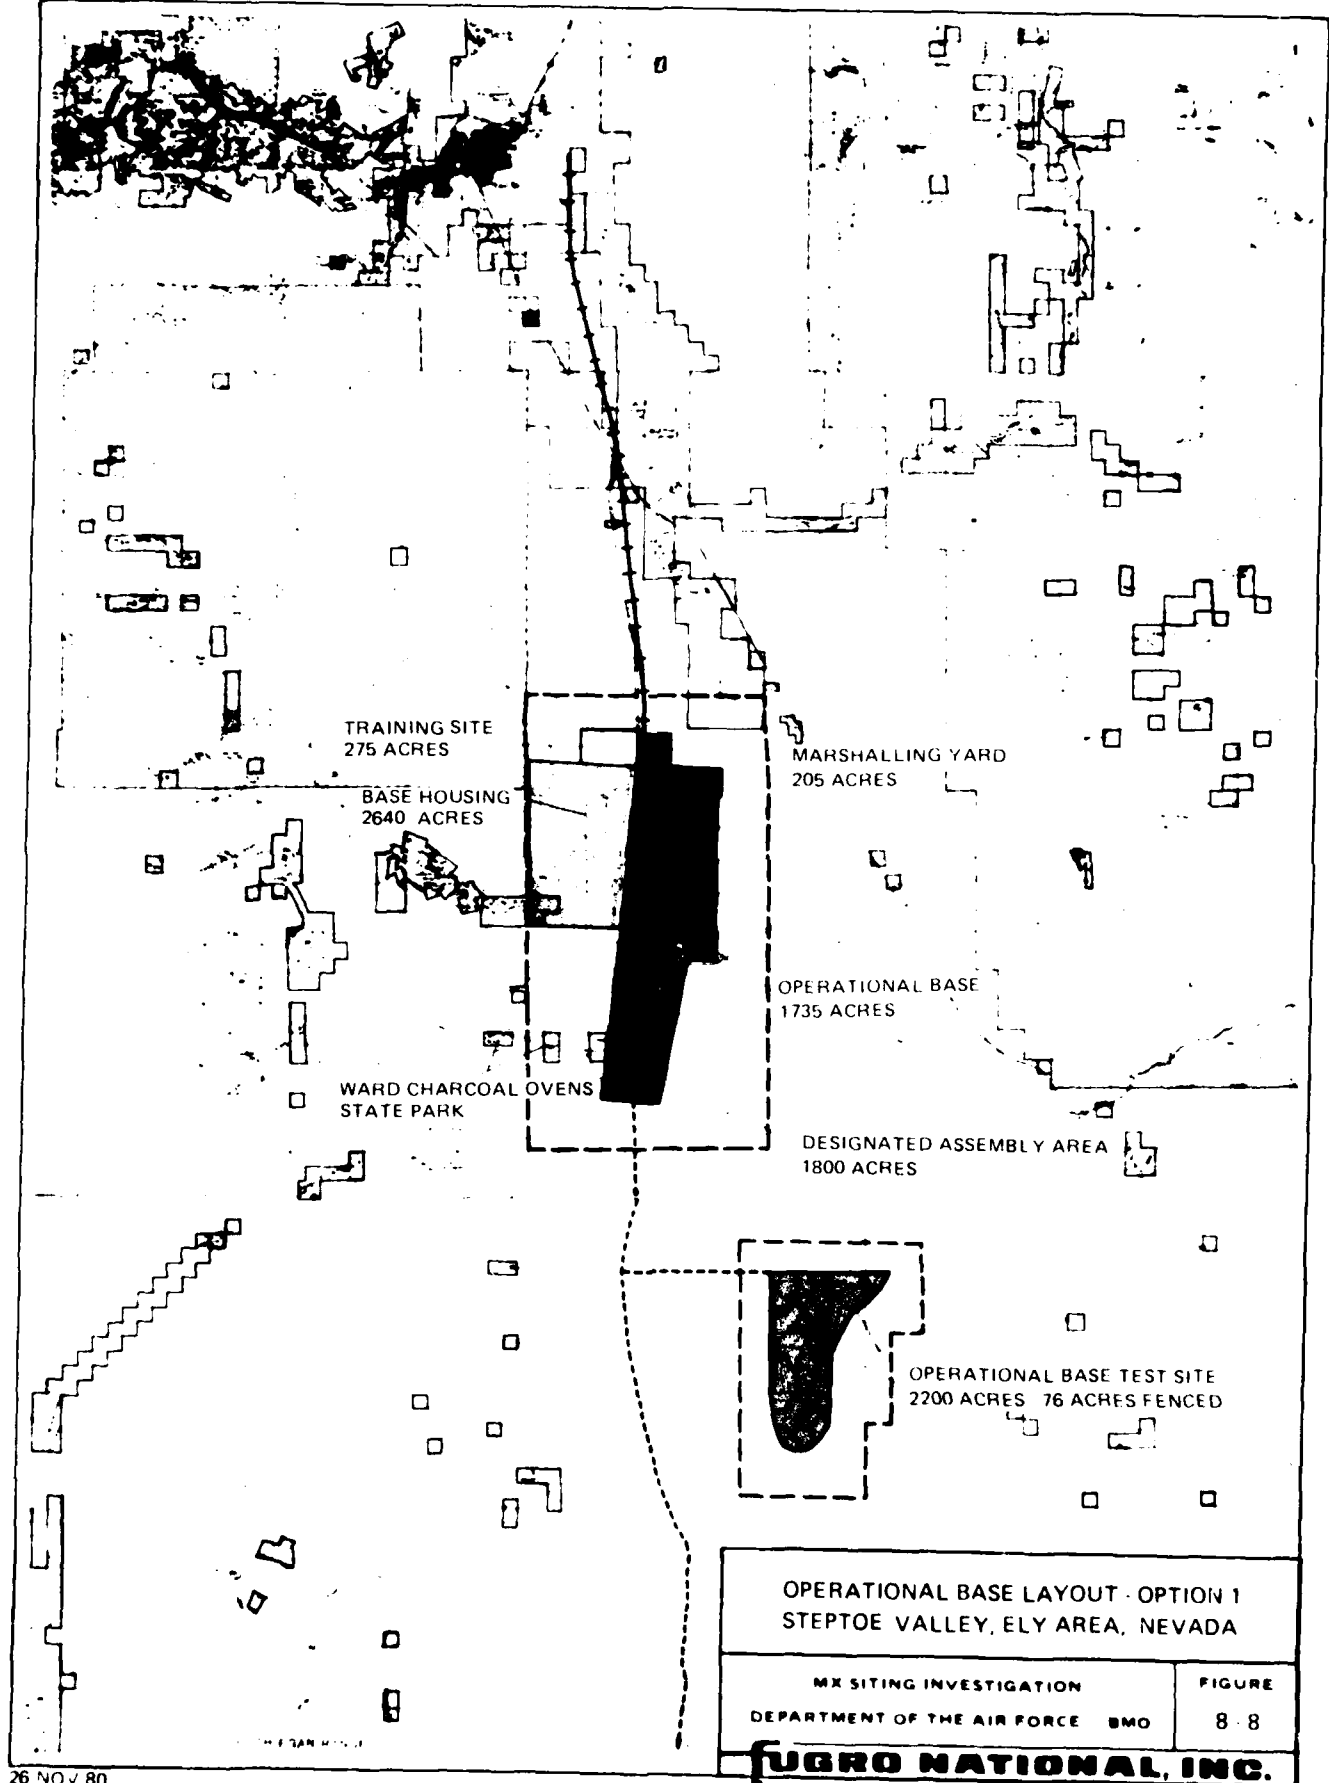 TRAINING SITE
275 ACRES
BASE HOUSING
2640 ACRES
MARSHALLING YARD
205 ACRES
OPERATIONAL BASE
1735 ACRES
WARD CHARCOAL OVENS
STATE PARK
DESIGNATED ASSEMBLY AREA
1800 ACRES
OPERATIONAL BASE TEST SITE
2200 ACRES 76 ACRES FENCED
OPERATIONAL BASE LAYOUT - OPTION 1
STEPTOE VALLEY, ELY AREA, NEVADA
MX SITING INVESTIGATION
DEPARTMENT OF THE AIR FORCE BMO
FIGURE
8-8
FUGRO NATIONAL, INC.
26 NOV 80